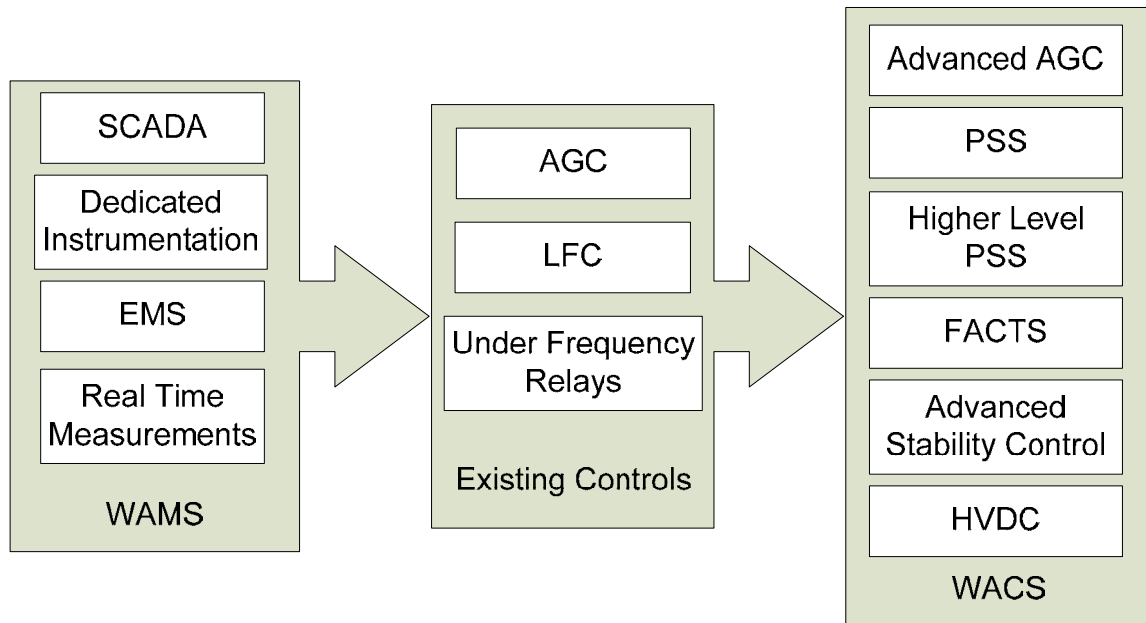 SCADA
Dedicated
Instrumentation
EMS
Real Time
Measurements
WAMS
AGC
LFC
Under Frequency
Relays
Existing Controls
Advanced AGC
PSS
Higher Level
PSS
FACTS
Advanced
Stability Control
HVDC
WACS